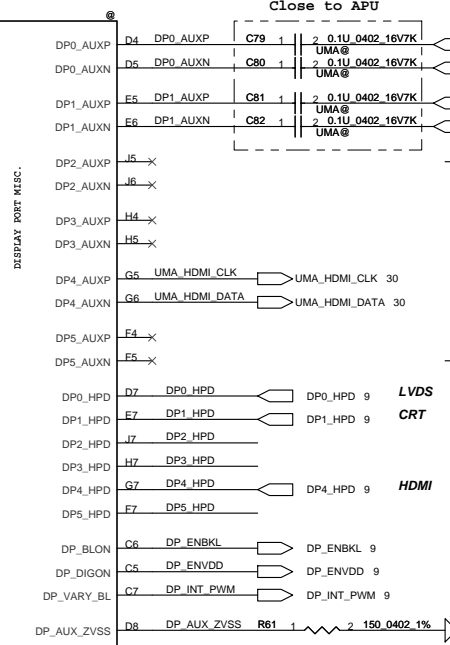 Close to APU
@
DP0_AUXP D4 DP0_AUXP C79 1 2 0.1U_0402_16V7K
UMA@
DP0_AUXN D5 DP0_AUXN C80 1 2 0.1U_0402_16V7K
UMA@
DP1_AUXP E5 DP1_AUXP C81 1 2 0.1U_0402_16V7K
UMA@
DP1_AUXN E6 DP1_AUXN C82 1 2 0.1U_0402_16V7K
UMA@
DP2_AUXP J5
DP2_AUXN J6
DISPLAY PORT MISC.
DP3_AUXP H4
DP3_AUXN H5
DP4_AUXP G5 UMA_HDMI_CLK UMA_HDMI_CLK 30
DP4_AUXN G6 UMA_HDMI_DATA UMA_HDMI_DATA 30
DP5_AUXP F4
DP5_AUXN F5
DP0_HPD D7 DP0_HPD DP0_HPD 9 LVDS
DP1_HPD E7 DP1_HPD DP1_HPD 9 CRT
DP2_HPD J7 DP2_HPD
DP3_HPD H7 DP3_HPD
DP4_HPD G7 DP4_HPD DP4_HPD 9 HDMI
DP5_HPD F7 DP5_HPD
DP_BLON C6 DP_ENBKL DP_ENBKL 9
DP_DIGON C5 DP_ENVDD DP_ENVDD 9
DP_VARY_BL C7 DP_INT_PWM DP_INT_PWM 9
DP_AUX_ZVSS D8 DP_AUX_ZVSS R61 1 2 150_0402_1%